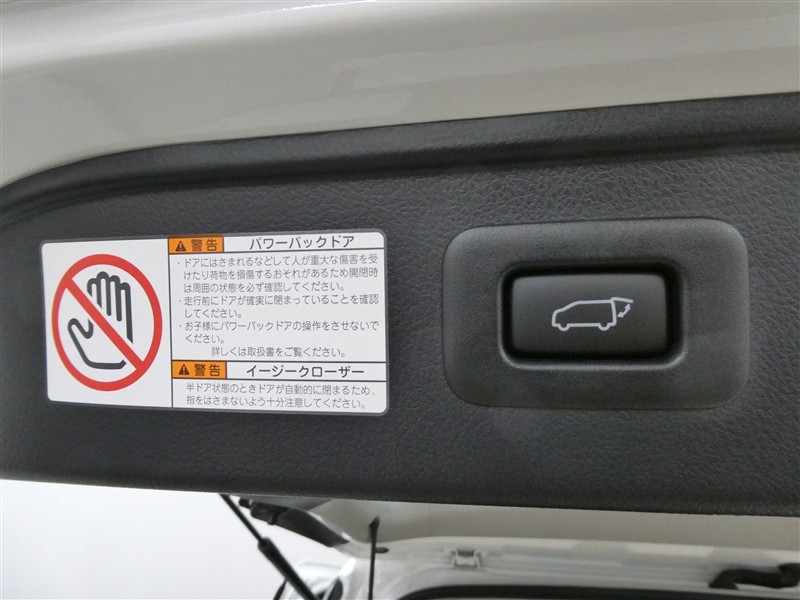 警告 パワーバックドア
・ドアにはさまれるなどして人が重大な傷害を受
けたり荷物を損傷するおそれがあるため開閉時
は周囲の状態を必ず確認してください。
・走行前にドアが確実に閉まっていることを確認
してください。
・お子様にパワーバックドアの操作をさせないで
ください。
詳しくは取扱書をご覧ください。
警告 イージークローザー
半ドア状態のときドアが自動的に閉まるため、
指をはさまないよう十分注意してください。